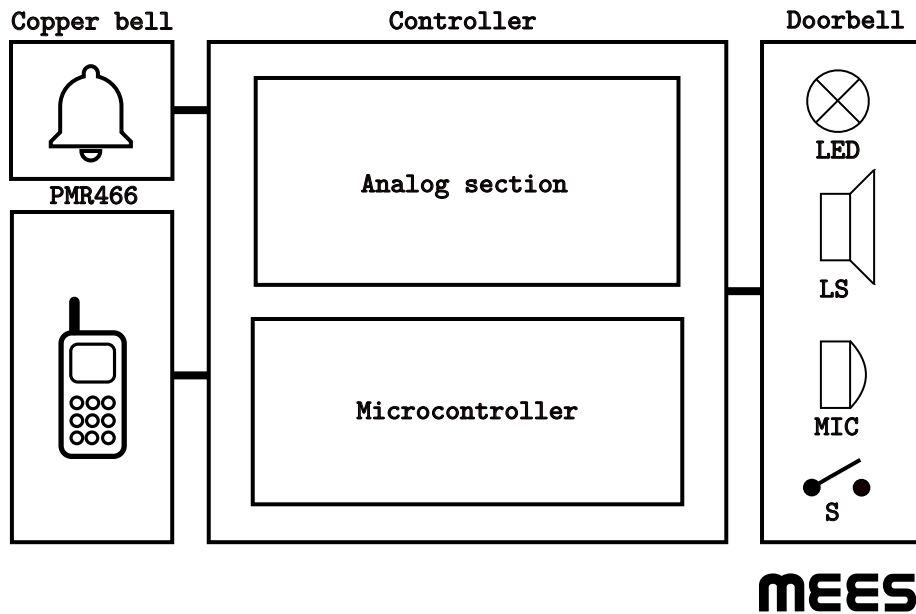 Copper bell
Controller
Doorbell
PMR466
Analog section
Microcontroller
LED
LS
MIC
S
MEES